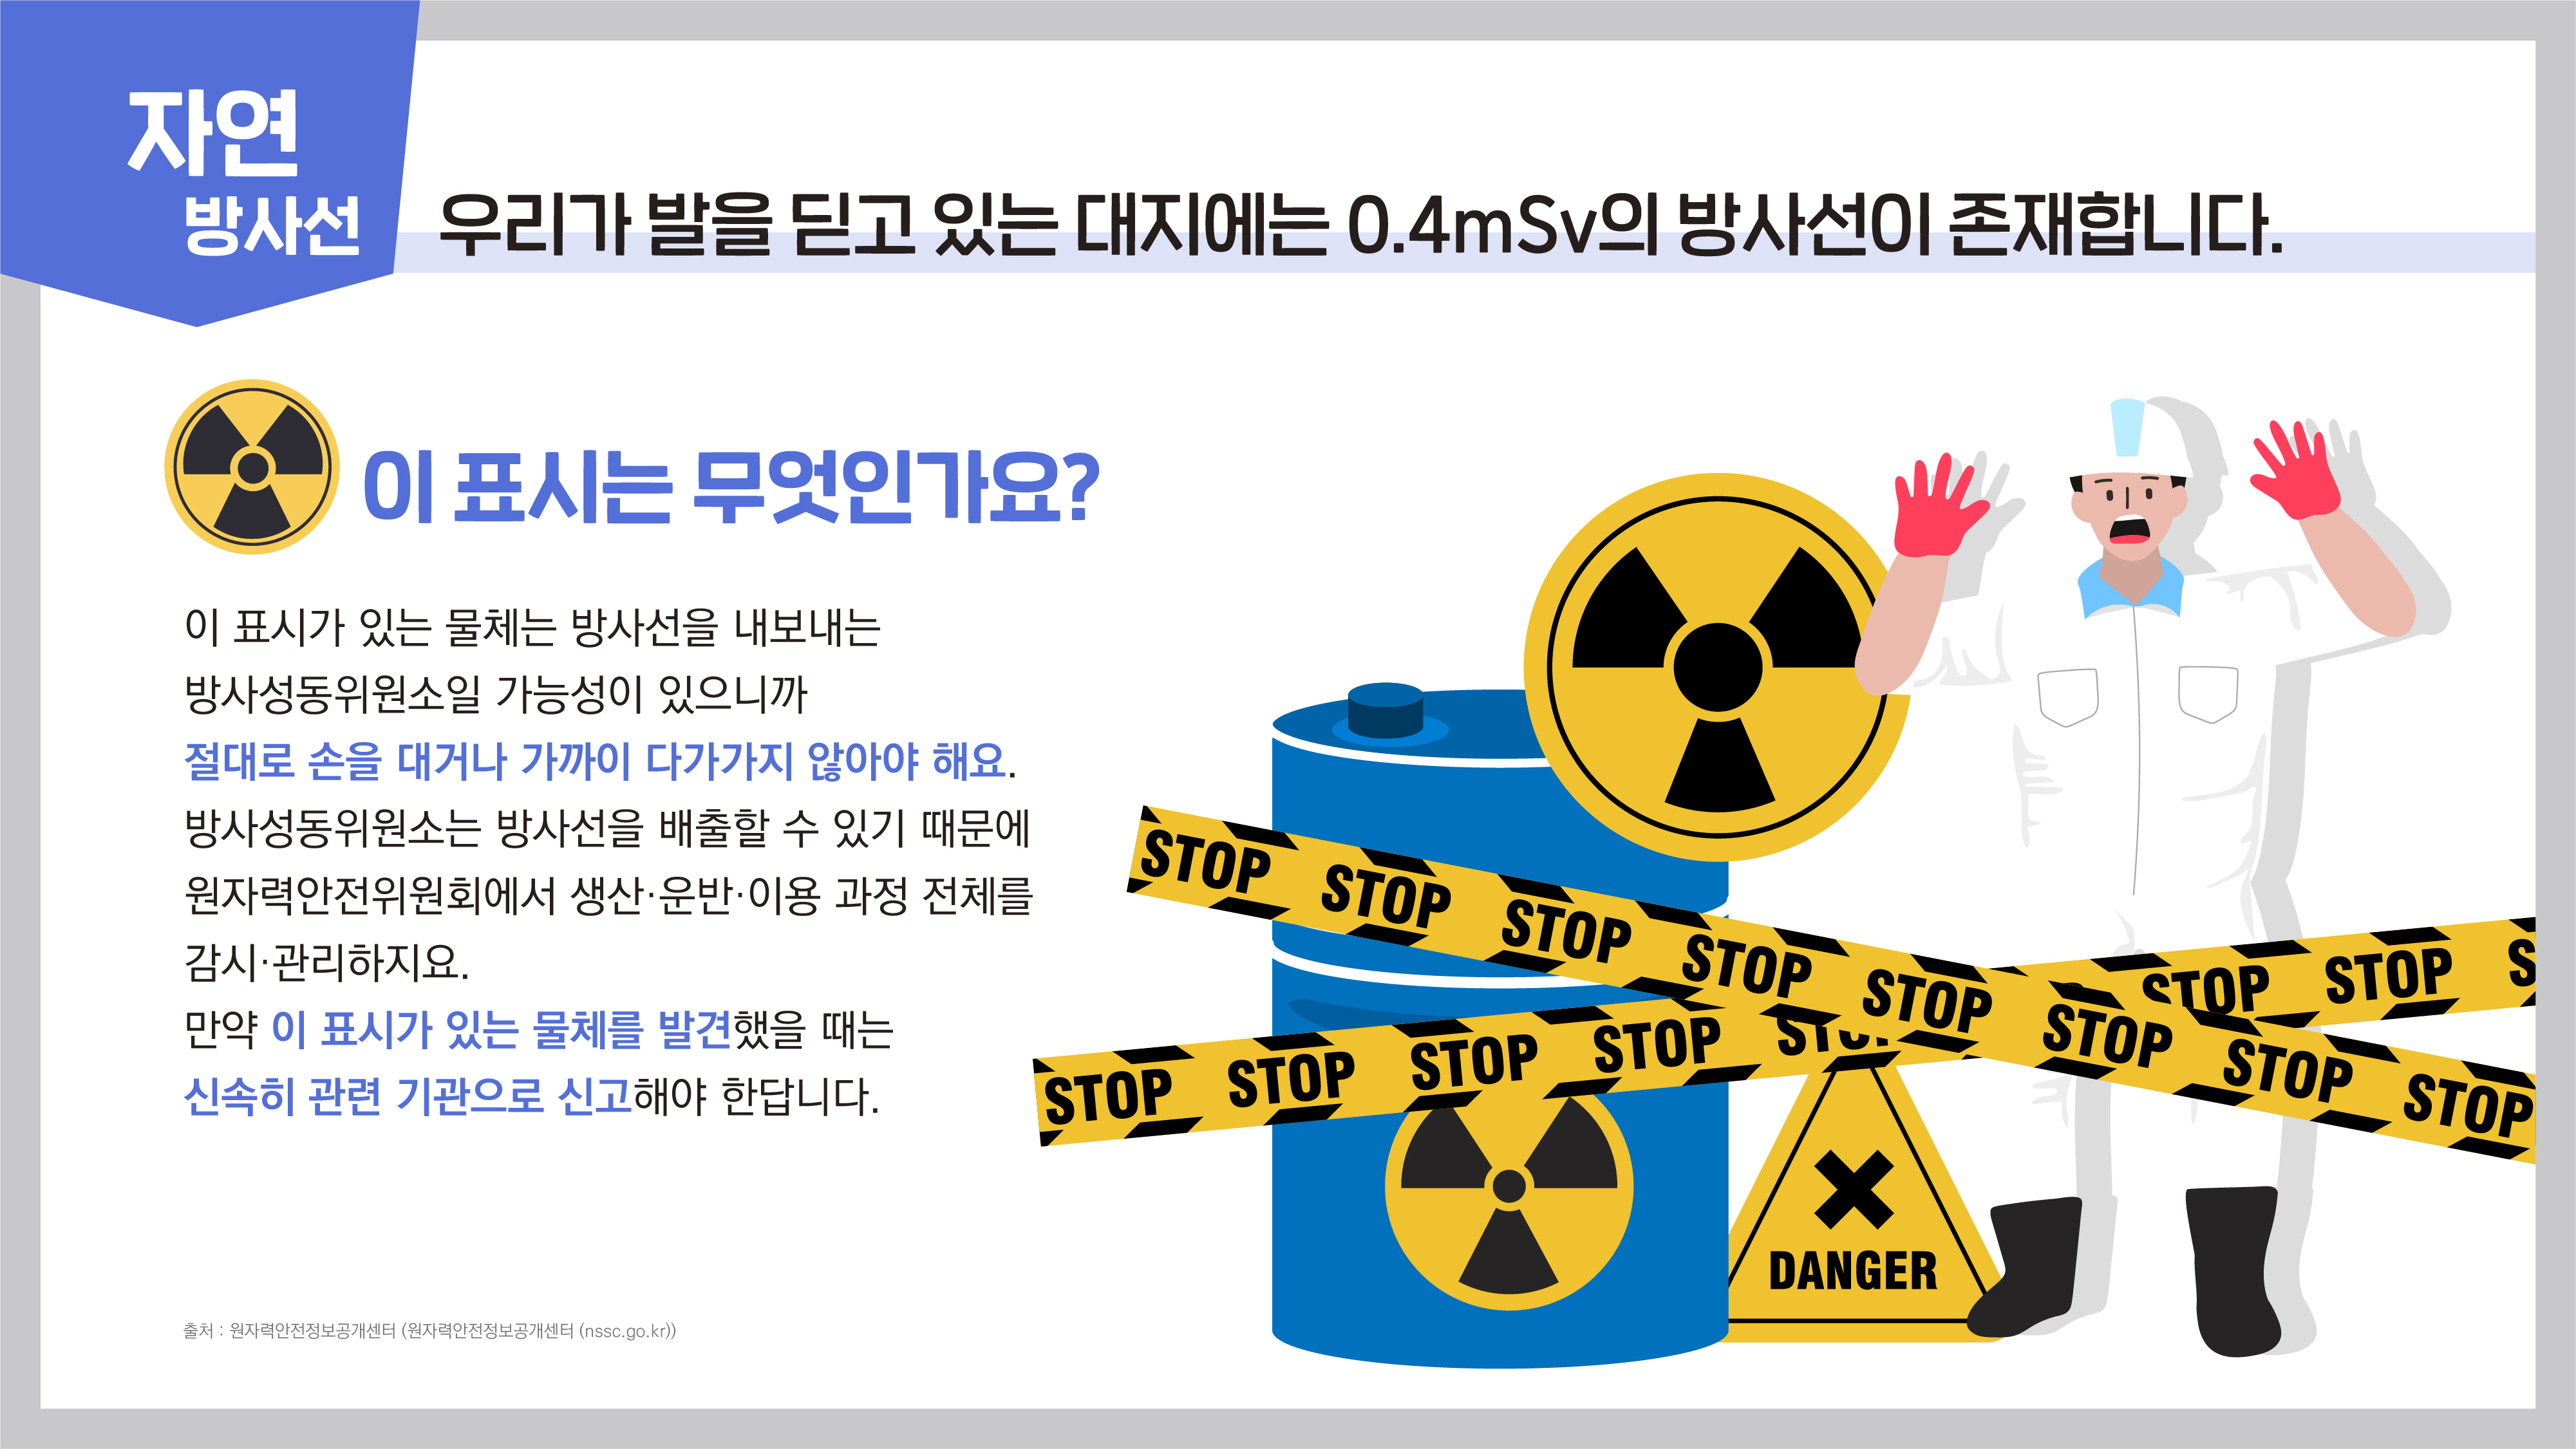 자연
방사선
우리가 발을 딛고 있는 대지에는 0.4mSv의 방사선이 존재합니다.
이 표시는 무엇인가요?
이 표시가 있는 물체는 방사선을 내보내는
방사성동위원소일 가능성이 있으니까
절대로 손을 대거나 가까이 다가가지 않아야 해요.
방사성동위원소는 방사선을 배출할 수 있기 때문에
원자력안전위원회에서 생산·운반·이용 과정 전체를
감시·관리하지요.
만약 이 표시가 있는 물체를 발견했을 때는
신속히 관련 기관으로 신고해야 한답니다.
STOP STOP STOP STOP STOP STOP STOP STOP
STOP STOP STOP STOP STOP STOP STOP
DANGER
출처 : 원자력안전정보공개센터 (원자력안전정보공개센터 (nssc.go.kr))